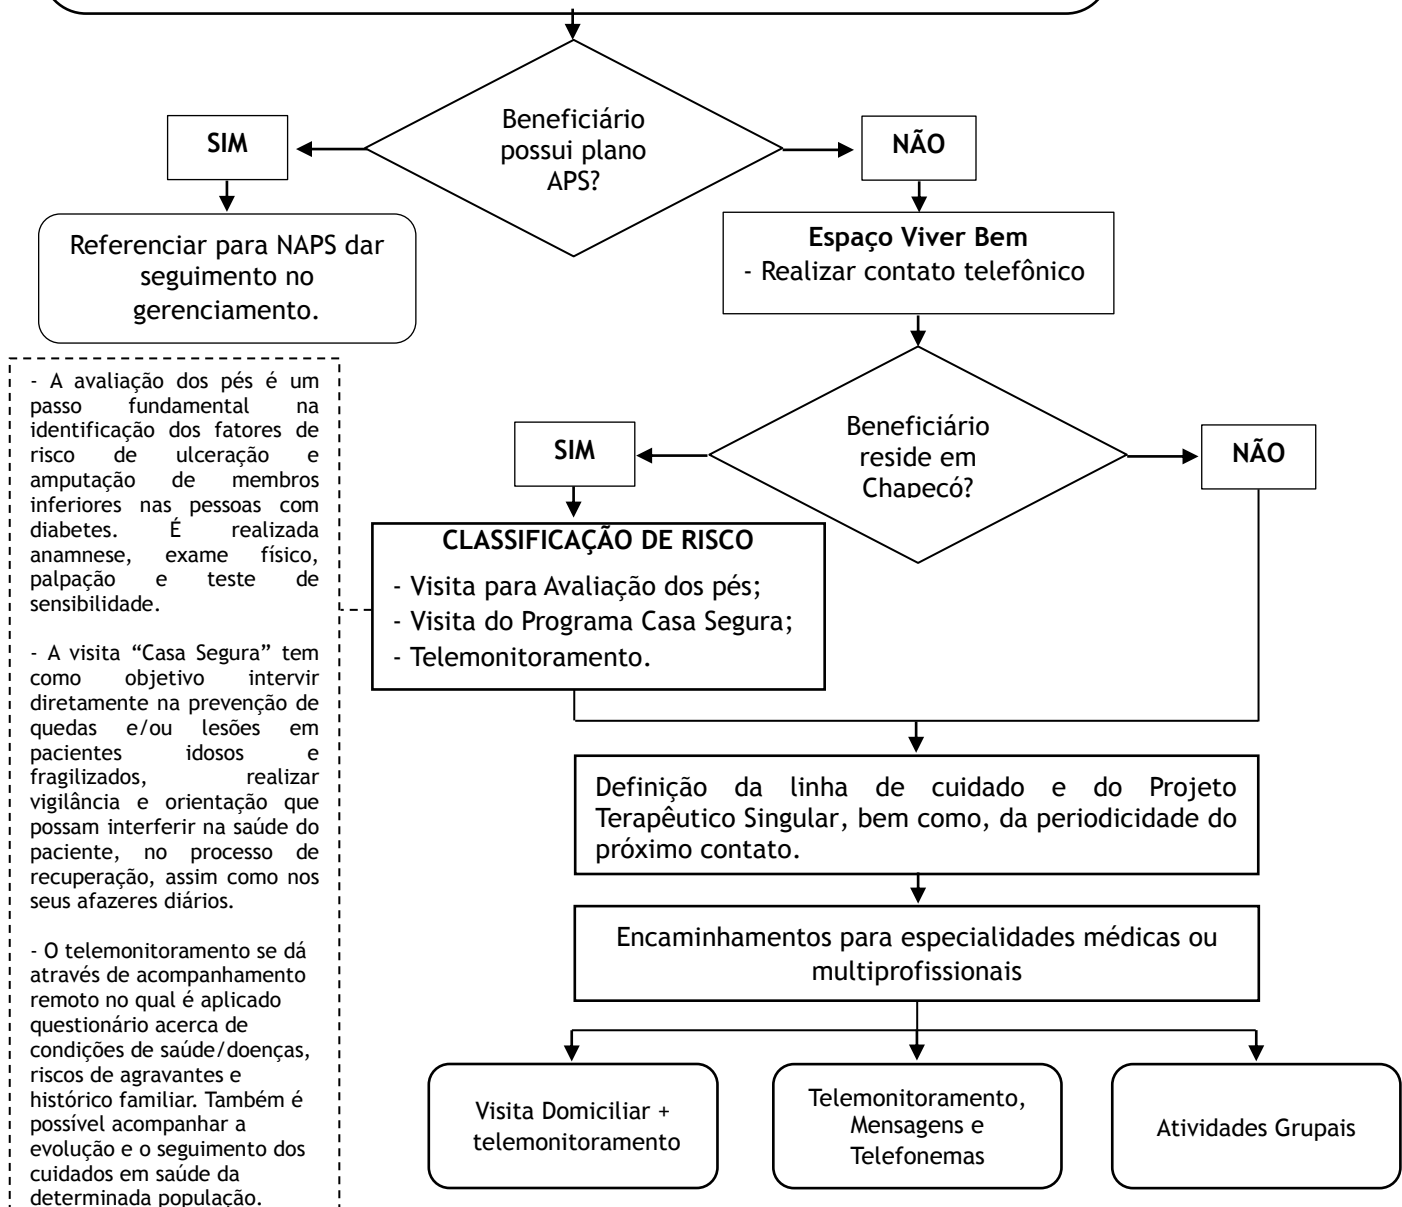 Beneficiário
possui plano
APS?
SIM
NÃO
Referenciar para NAPS dar
seguimento no
gerenciamento.
Espaço Viver Bem
- Realizar contato telefônico
Beneficiário
reside em
Chapecó?
SIM
NÃO
CLASSIFICAÇÃO DE RISCO
- Visita para Avaliação dos pés;
- Visita do Programa Casa Segura;
- Telemonitoramento.
- A avaliação dos pés é um
passo fundamental na
identificação dos fatores de
risco de ulceração e
amputação de membros
inferiores nas pessoas com
diabetes. É realizada
anamnese, exame físico,
palpação e teste de
sensibilidade.
- A visita “Casa Segura” tem
como objetivo intervir
diretamente na prevenção de
quedas e/ou lesões em
pacientes idosos e
fragilizados, realizar
vigilância e orientação que
possam interferir na saúde do
paciente, no processo de
recuperação, assim como nos
seus afazeres diários.
- O telemonitoramento se dá
através de acompanhamento
remoto no qual é aplicado
questionário acerca de
condições de saúde/doenças,
riscos de agravantes e
histórico familiar. Também é
possível acompanhar a
evolução e o seguimento dos
cuidados em saúde da
determinada população.
Definição da linha de cuidado e do Projeto
Terapêutico Singular, bem como, da periodicidade do
próximo contato.
Encaminhamentos para especialidades médicas ou
multiprofissionais
Visita Domiciliar +
telemonitoramento
Telemonitoramento,
Mensagens e
Telefonemas
Atividades Grupais